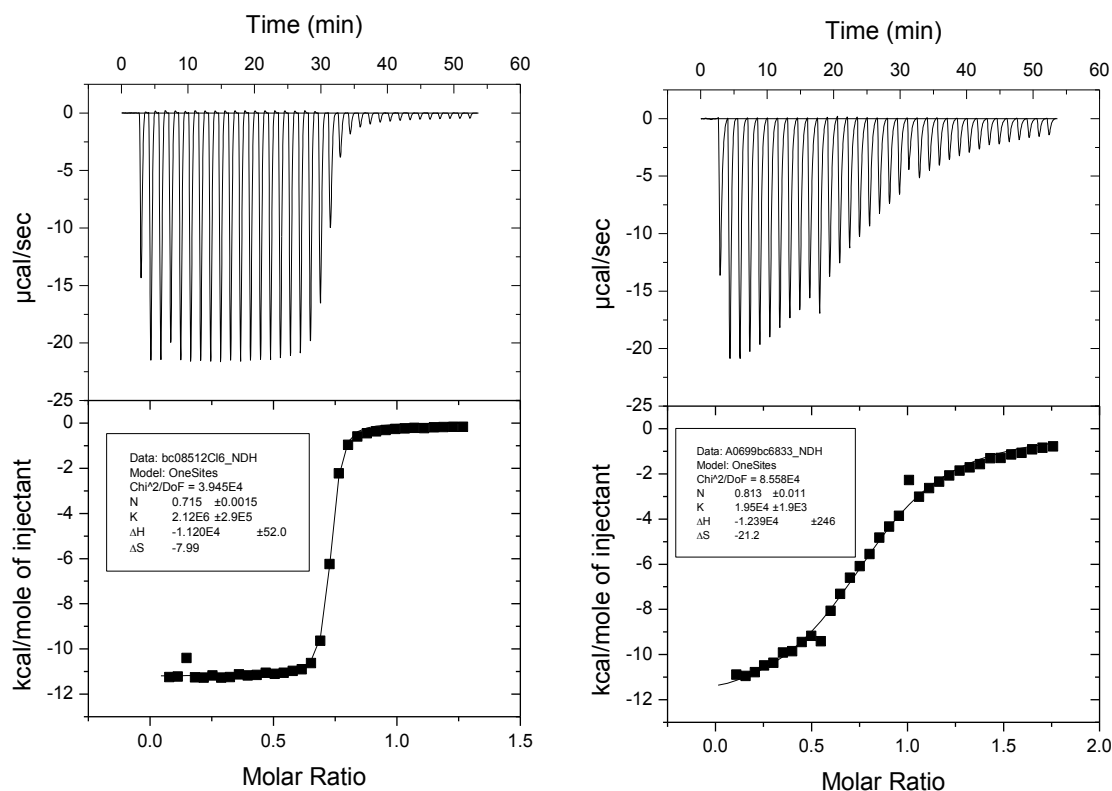 Time (min)
0 10 20 30 40 50 60
0
-5
-10
-15
-20
-25
µcal/sec
0
-2
-4
-6
-8
-10
-12
kcal/mole of injectant
Data: bc08512Cl6_NDH
Model: OneSites
Chi^2/DoF = 3.945E4
N 0.715 ±0.0015
K 2.12E6 ±2.9E5
ΔH -1.120E4 ±52.0
ΔS -7.99
0.0 0.5 1.0 1.5
Molar Ratio
Time (min)
0 10 20 30 40 50 60
0
-5
-10
-15
-20
-25
µcal/sec
0
-2
-4
-6
-8
-10
-12
kcal/mole of injectant
Data: A0699bc6833_NDH
Model: OneSites
Chi^2/DoF = 8.558E4
N 0.813 ±0.011
K 1.95E4 ±1.9E3
ΔH -1.239E4 ±246
ΔS -21.2
0.0 0.5 1.0 1.5 2.0
Molar Ratio